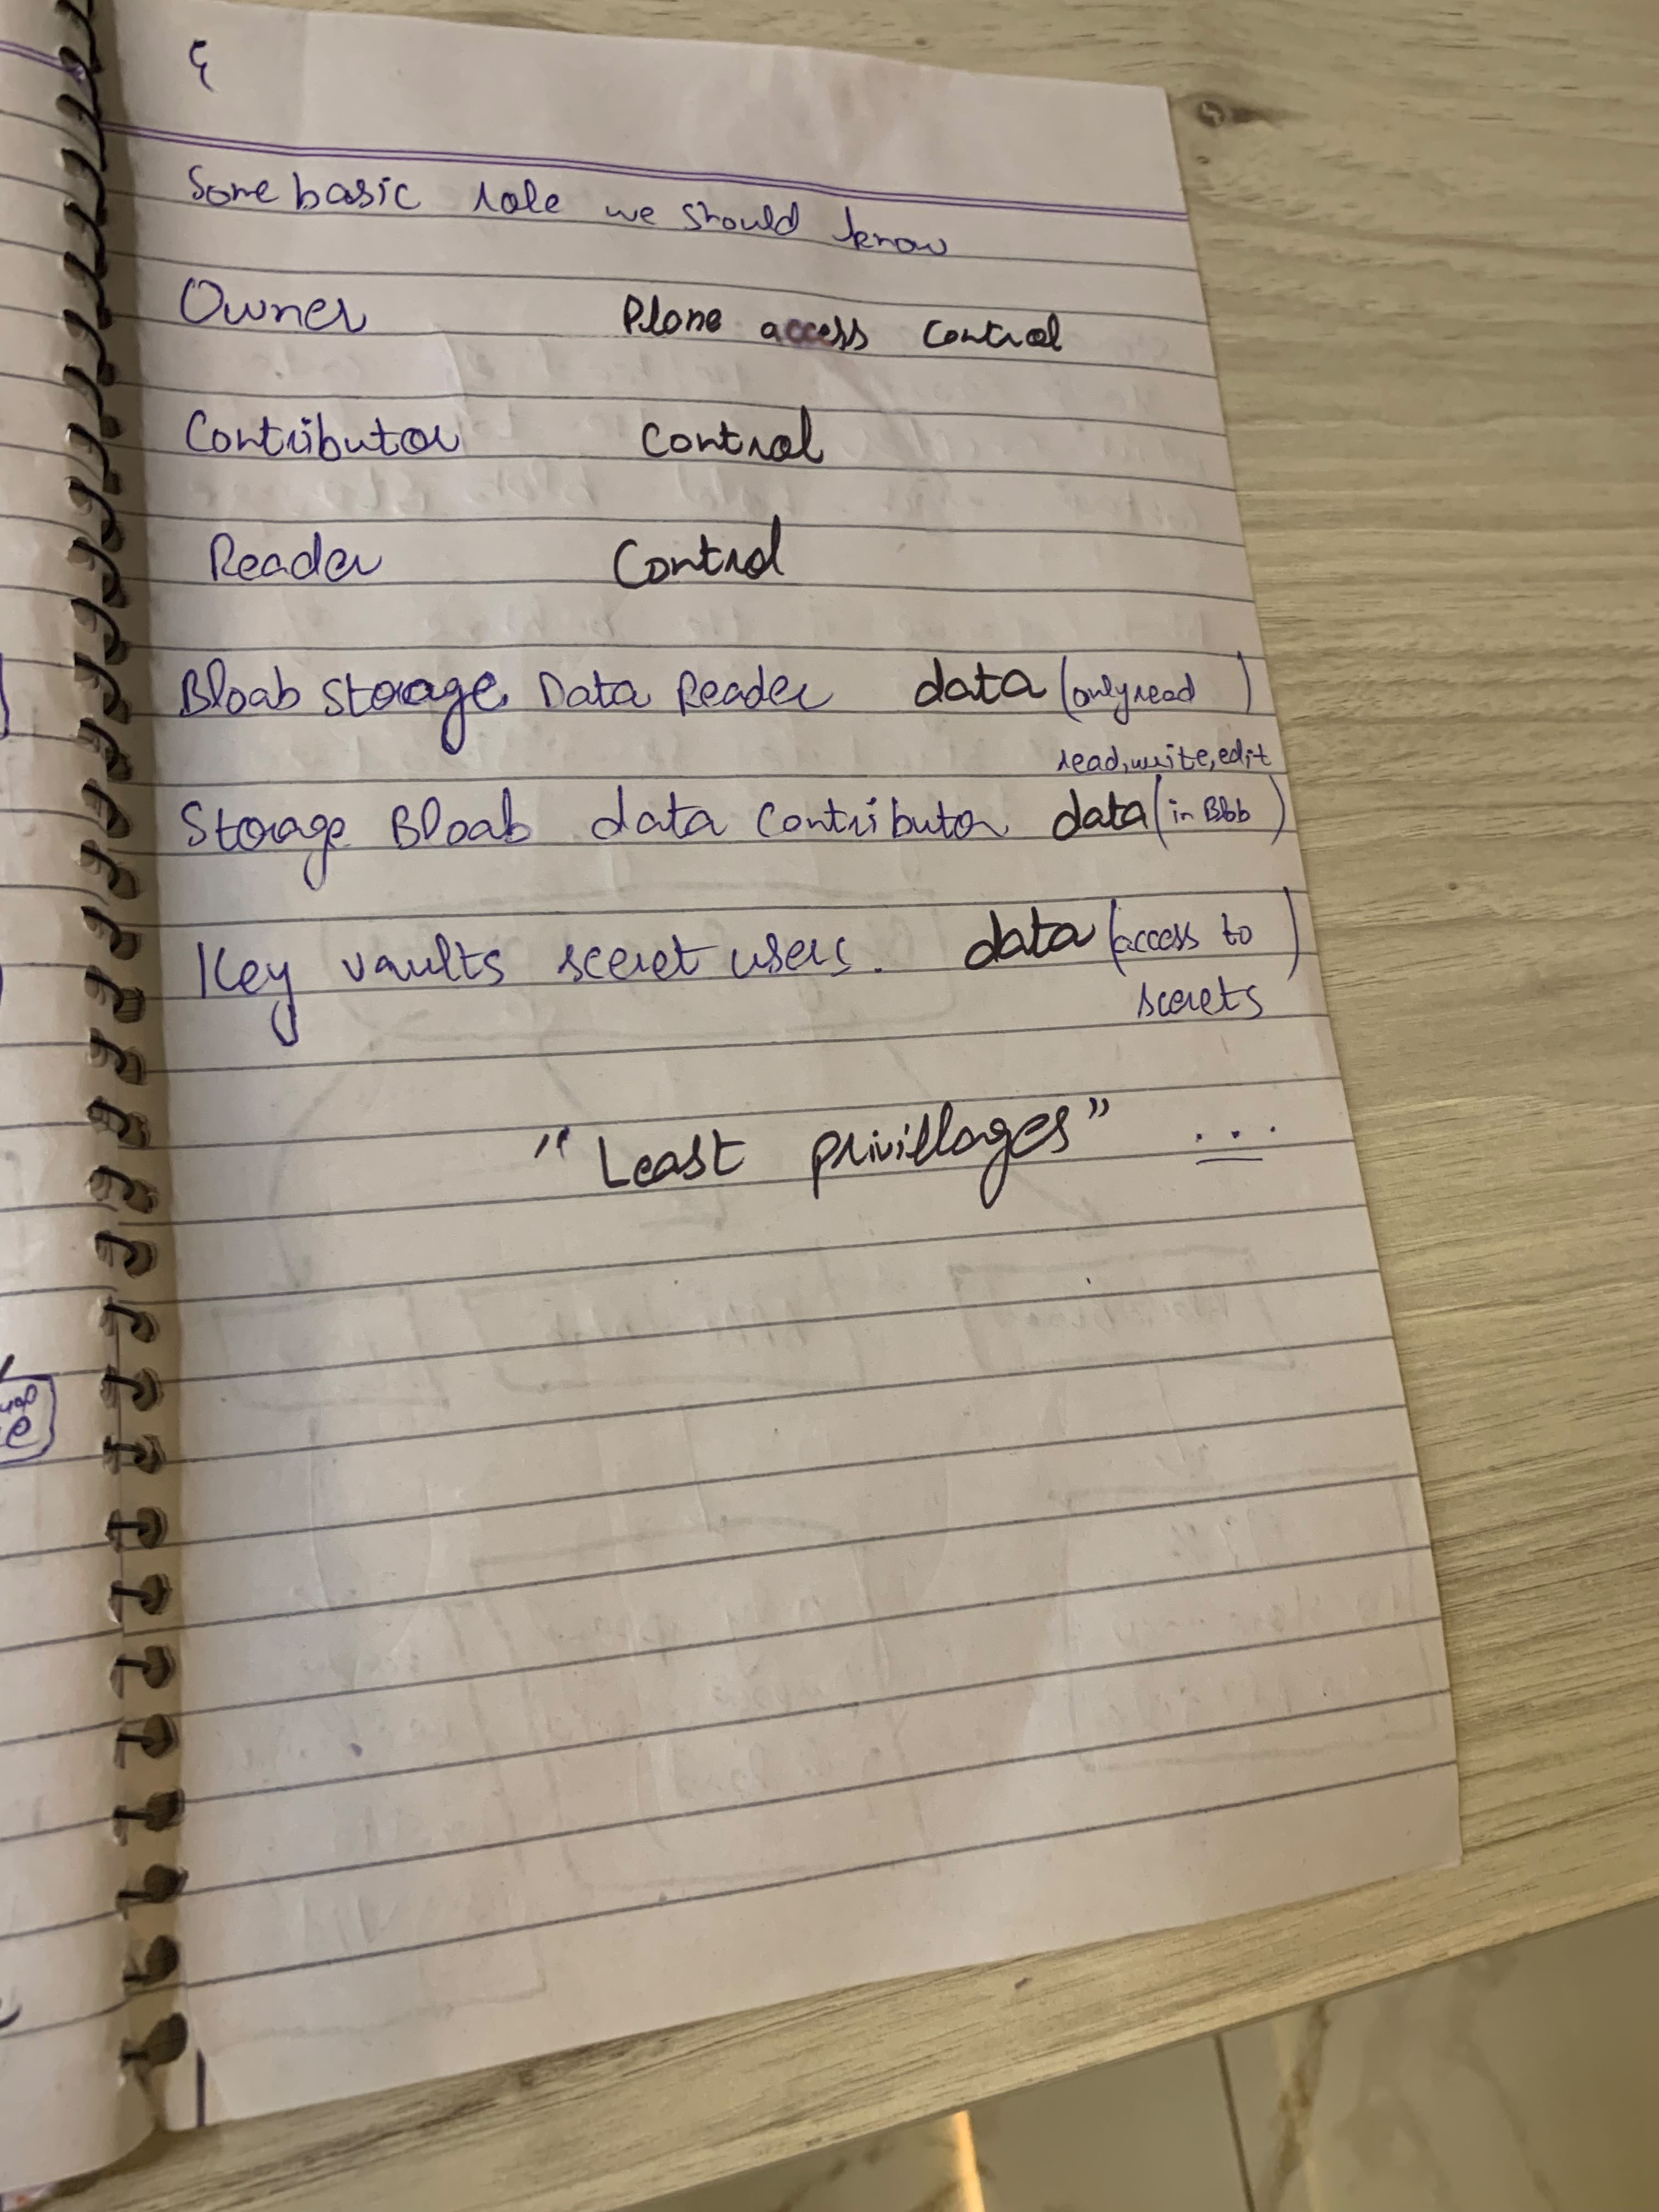 Some basic role we should know
Owner Plane access control
Contributor Control
Reader Control
Bloab Storage Data Reader data (only read)
read, write, edit
Storage Bloab data Contributor data (in Blob)
Key vaults secret users. data (access to
secrets)
"Least privillages" ...